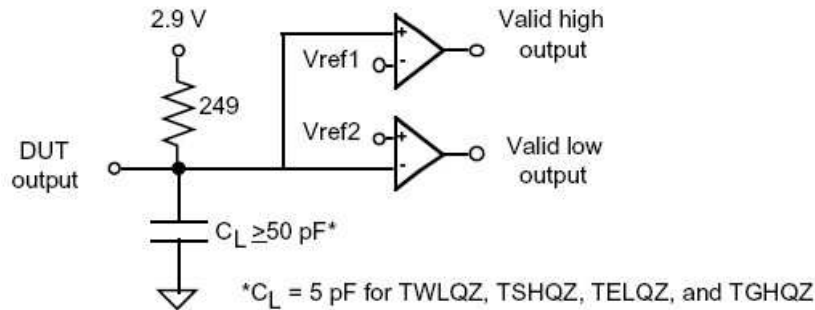 2.9 V
Valid high
output
+
Vref1
-
249
Vref2
+
DUT
output
-
Valid low
output
CL ≥50 pF*
*CL = 5 pF for TWLQZ, TSHQZ, TELQZ, and TGHQZ